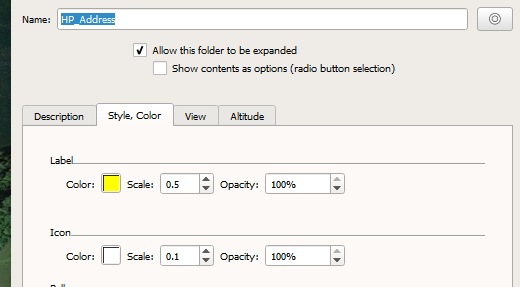 Name: HP_Address
Allow this folder to be expanded
Show contents as options (radio button selection)
Description Style, Color View Altitude
Label
Color: Scale: 0.5 Opacity: 100%
Icon
Color: Scale: 0.1 Opacity: 100%